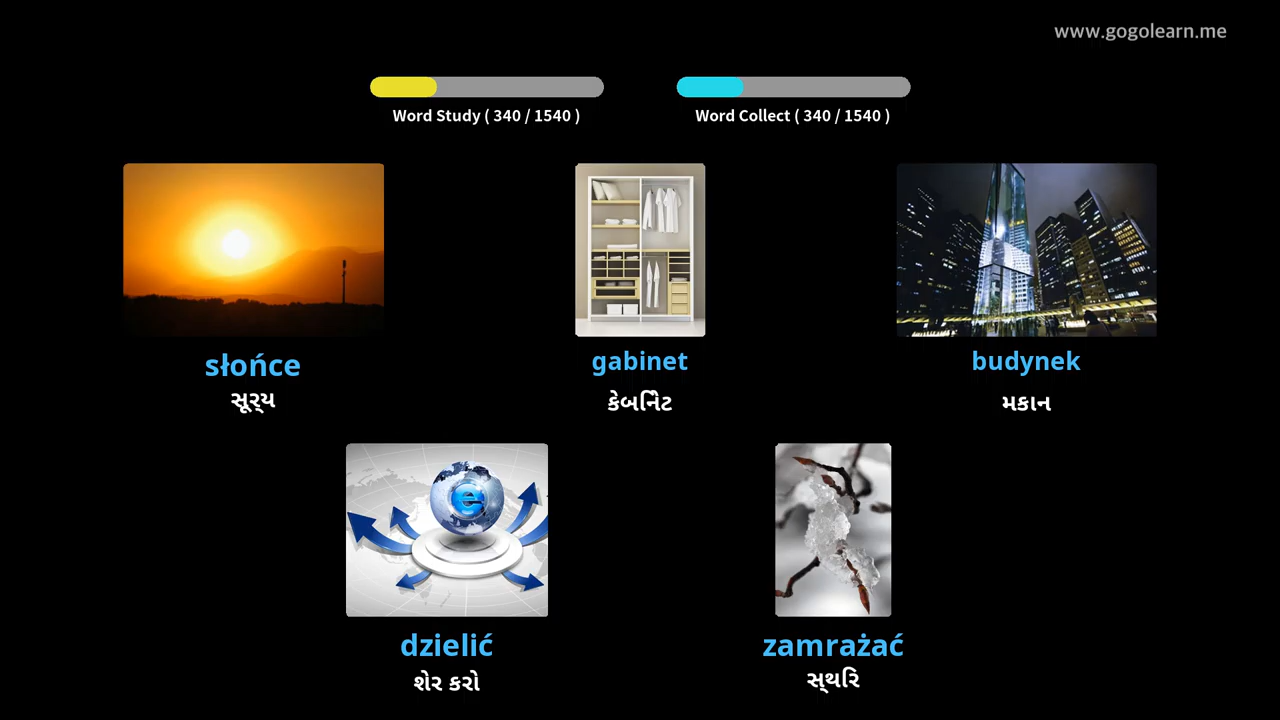 www.gogolearn.me
Word Study ( 340 / 1540 )
Word Collect ( 340 / 1540 )
słońce
સૂર્ય
gabinet
કેબિનેટ
budynek
મકાન
e
dzielić
શેર કરો
zamrażać
સ્થિર